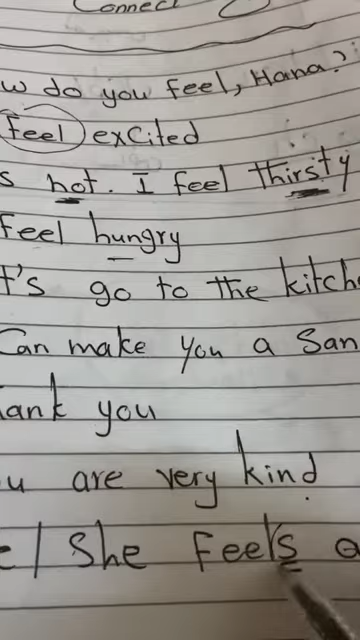 Connect
w do you feel, Hana?
feel excited
s hot. I feel thirsty
feel hungry
t's go to the kitche
Can make you a San
ank you
u are very kind
e / She feels a